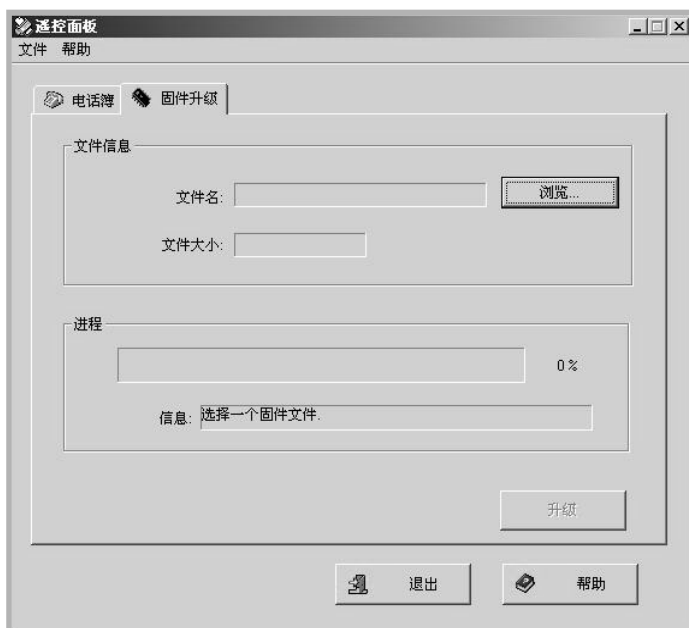 遥控面板
文件 帮助
电话簿 固件升级
文件信息
文件名: 浏览...
文件大小:
进程
0%
信息: 选择一个固件文件.
升级
退出 帮助